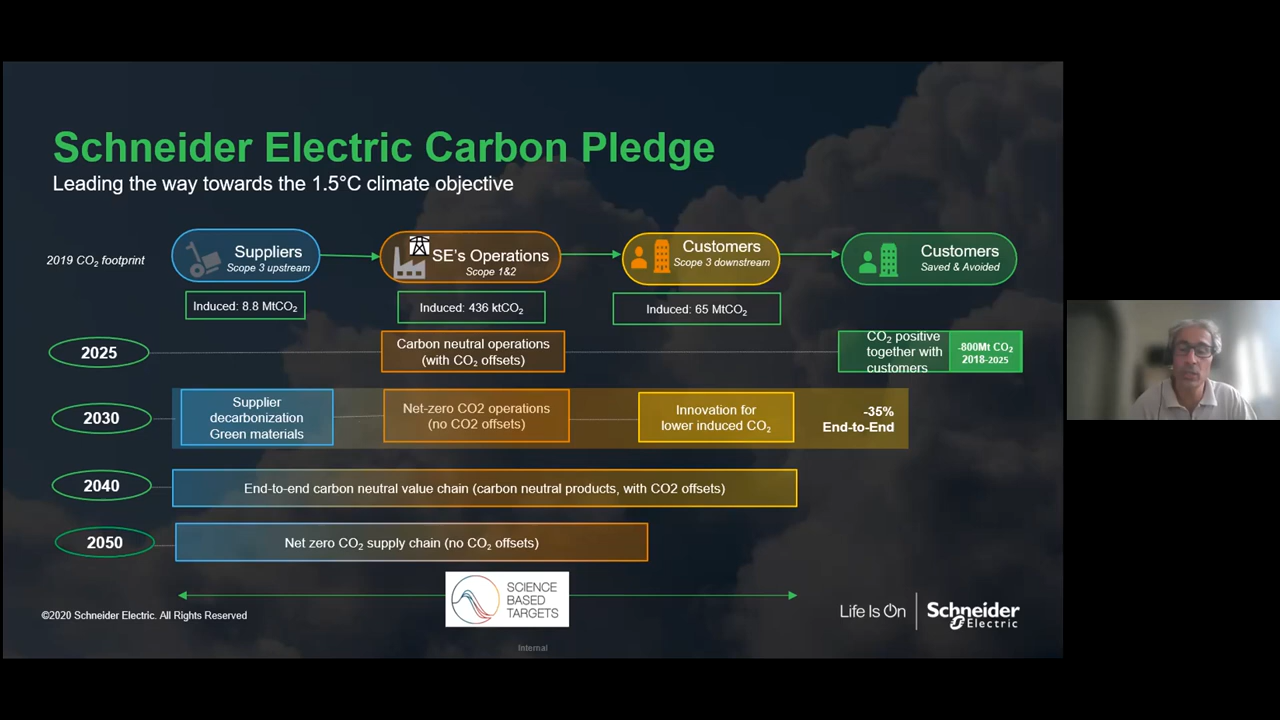 Schneider Electric Carbon Pledge
Leading the way towards the 1.5°C climate objective
2019 CO₂ footprint
Suppliers
Scope 3 upstream
SE's Operations
Scope 1&2
Customers
Scope 3 downstream
Customers
Saved & Avoided
Induced: 8.8 MtCO₂
Induced: 436 ktCO₂
Induced: 65 MtCO₂
2025
Carbon neutral operations
(with CO₂ offsets)
CO₂ positive
together with
customers
-800Mt CO₂
2018-2025
2030
Supplier
decarbonization
Green materials
Net-zero CO2 operations
(no CO2 offsets)
Innovation for
lower induced CO₂
-35%
End-to-End
2040
End-to-end carbon neutral value chain (carbon neutral products, with CO2 offsets)
2050
Net zero CO₂ supply chain (no CO₂ offsets)
SCIENCE
BASED
TARGETS
©2020 Schneider Electric. All Rights Reserved
Life Is On
Schneider
Electric
Internal